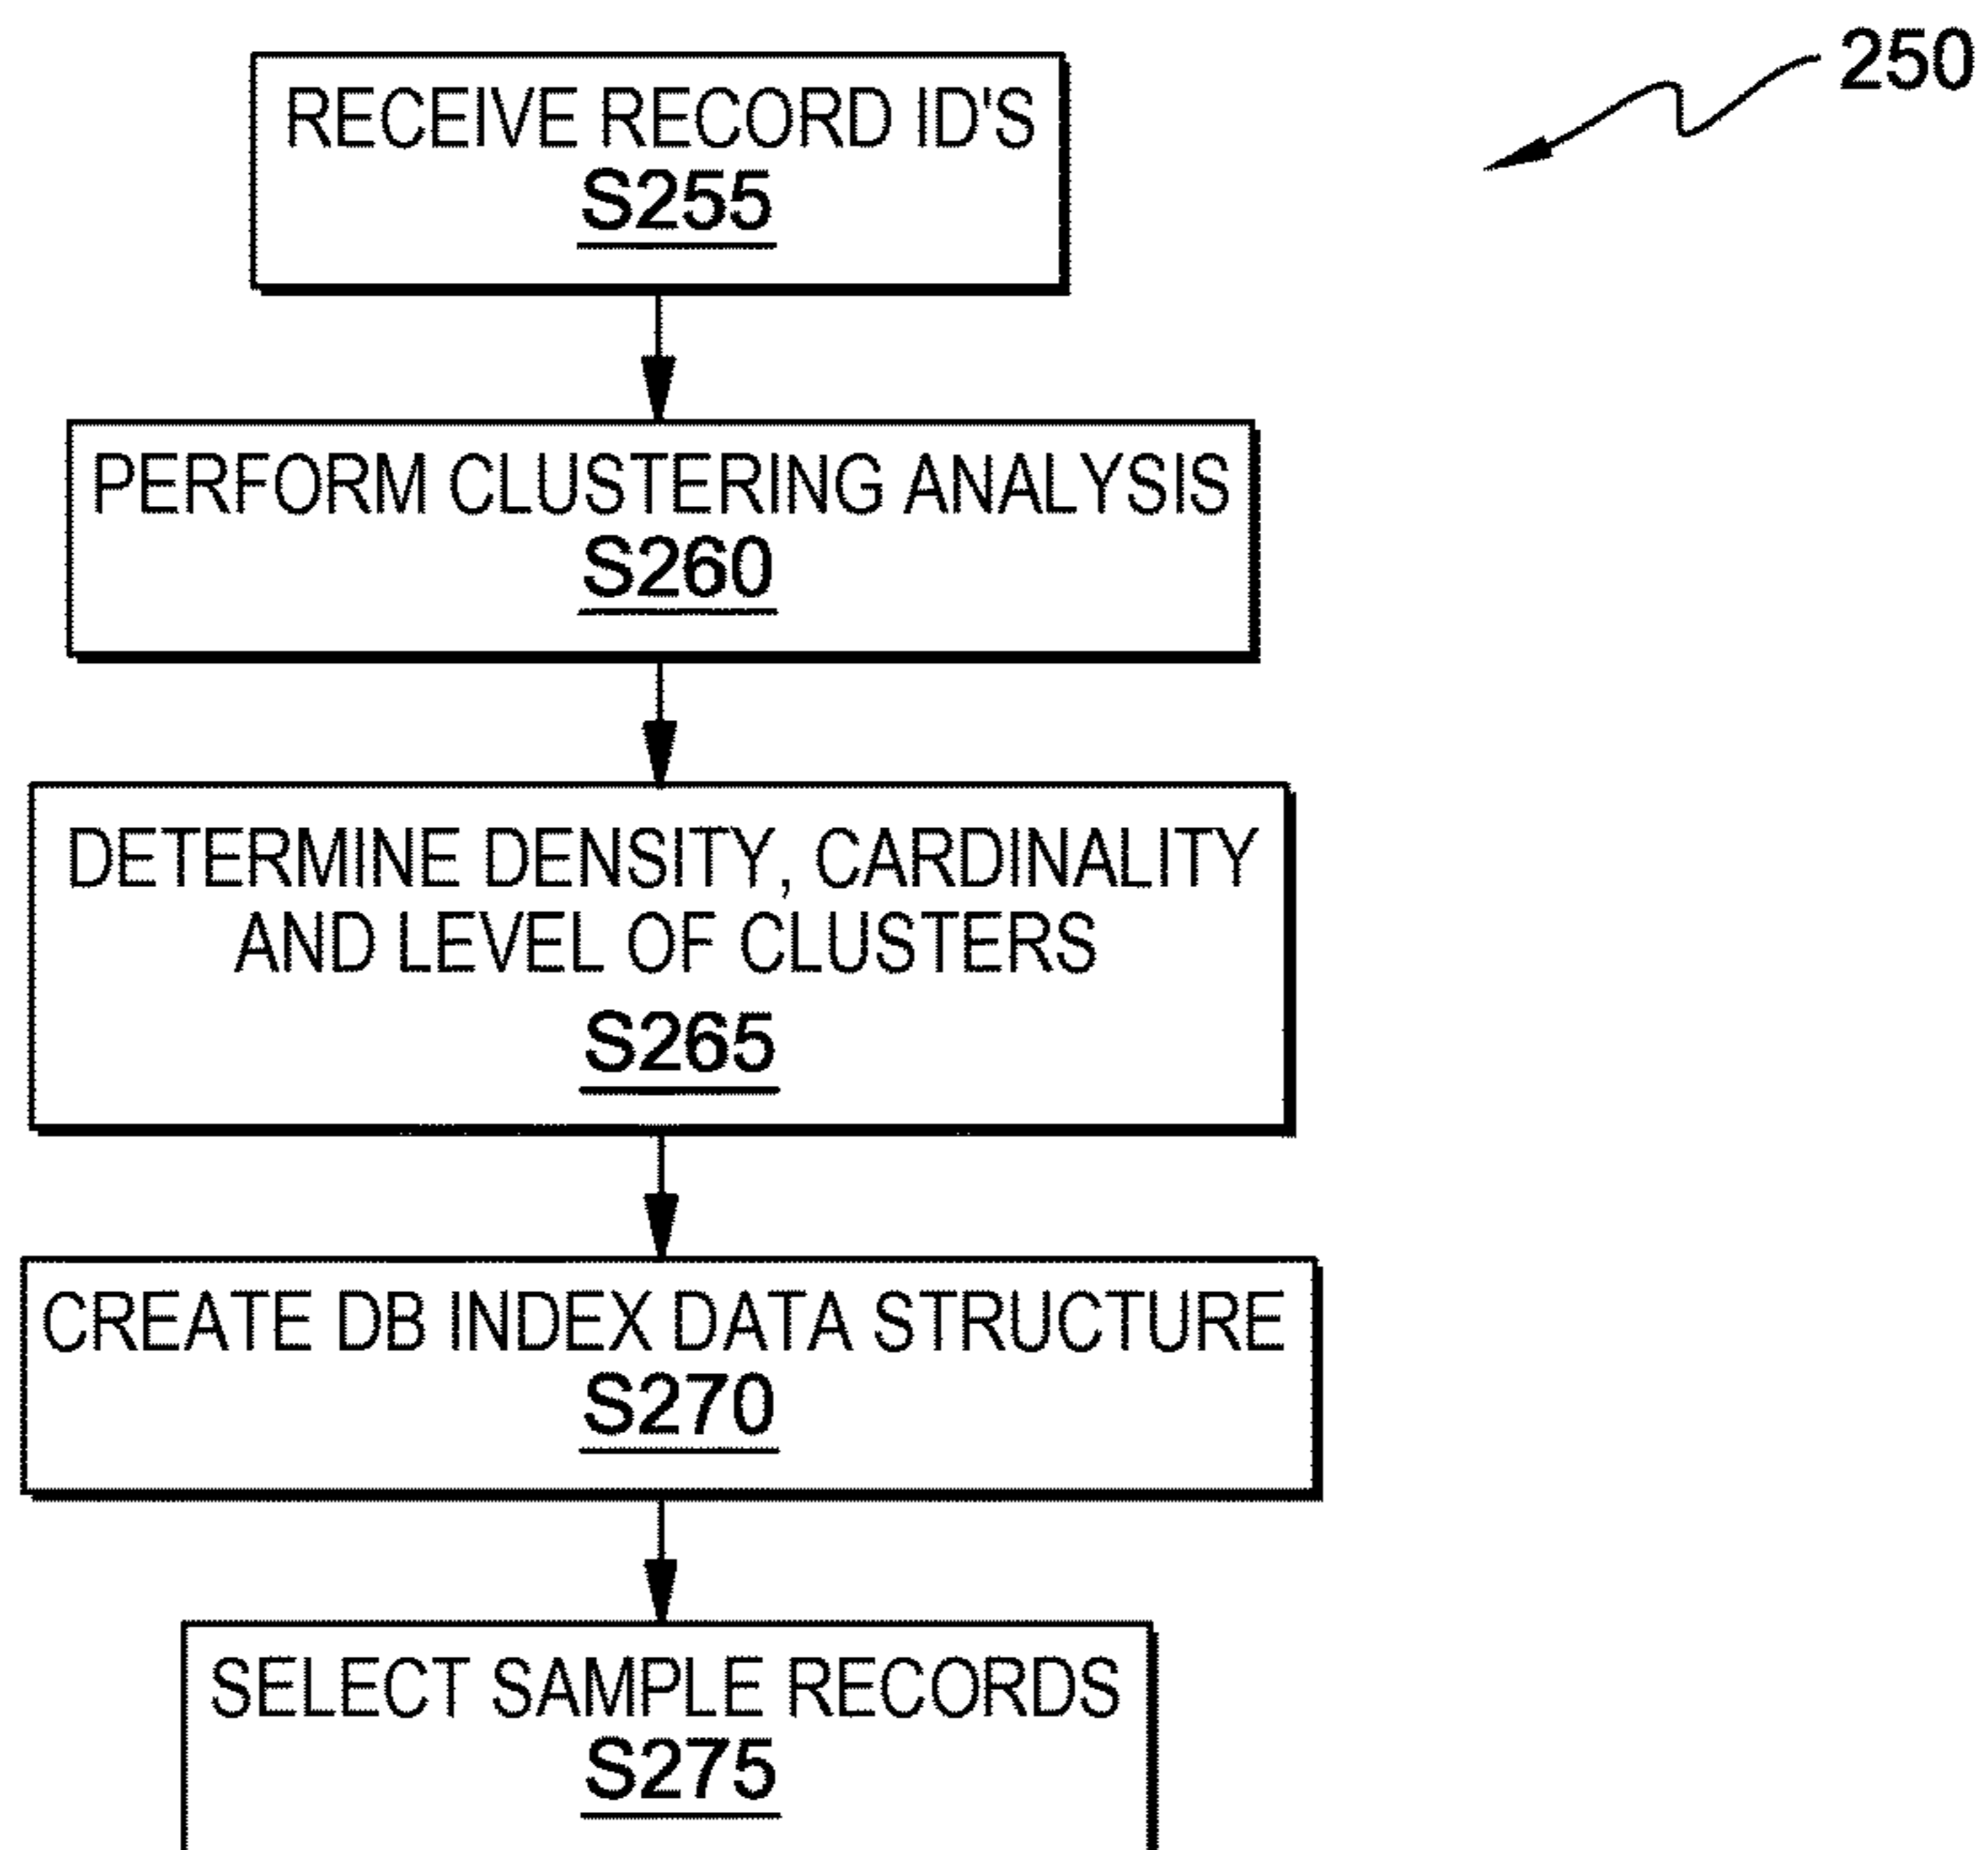 250
RECEIVE RECORD ID'S
S255
PERFORM CLUSTERING ANALYSIS
S260
DETERMINE DENSITY, CARDINALITY
AND LEVEL OF CLUSTERS
S265
CREATE DB INDEX DATA STRUCTURE
S270
SELECT SAMPLE RECORDS
S275